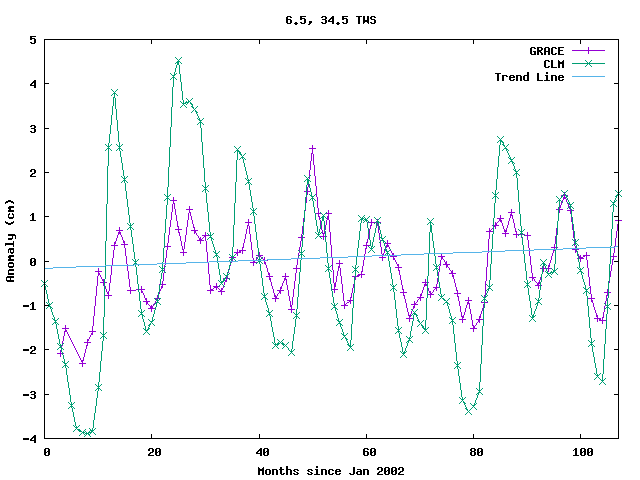 6.5, 34.5 TWS
GRACE
CLM
Trend Line
5
4
3
2
1
0
-1
-2
-3
-4
Anomaly (cm)
0 20 40 60 80 100
Months since Jan 2002